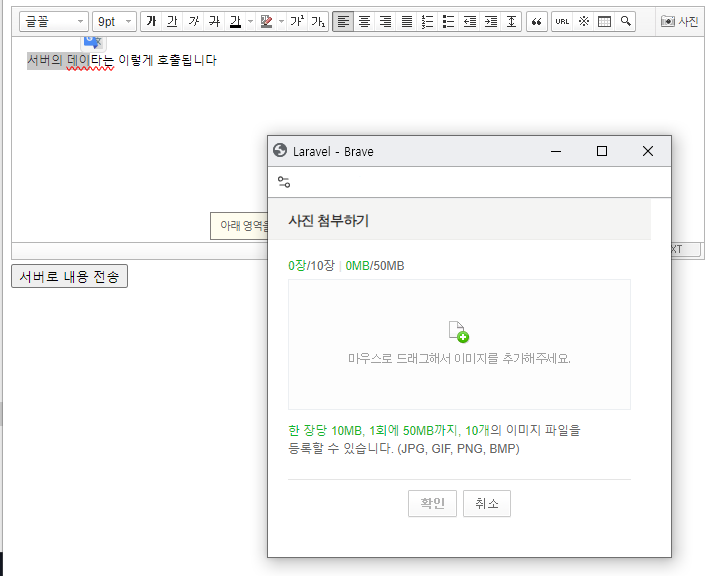 글꼴 9pt 가 가 가 가 가 가 가¹ 가₁ URL 사진
서버의 데이타는 이렇게 호출됩니다
Laravel - Brave
사진 첨부하기
아래 영역을
XT
0장/10장 | 0MB/50MB
서버로 내용 전송
마우스로 드래그해서 이미지를 추가해주세요.
한 장당 10MB, 1회에 50MB까지, 10개의 이미지 파일을
등록할 수 있습니다. (JPG, GIF, PNG, BMP)
확인 취소